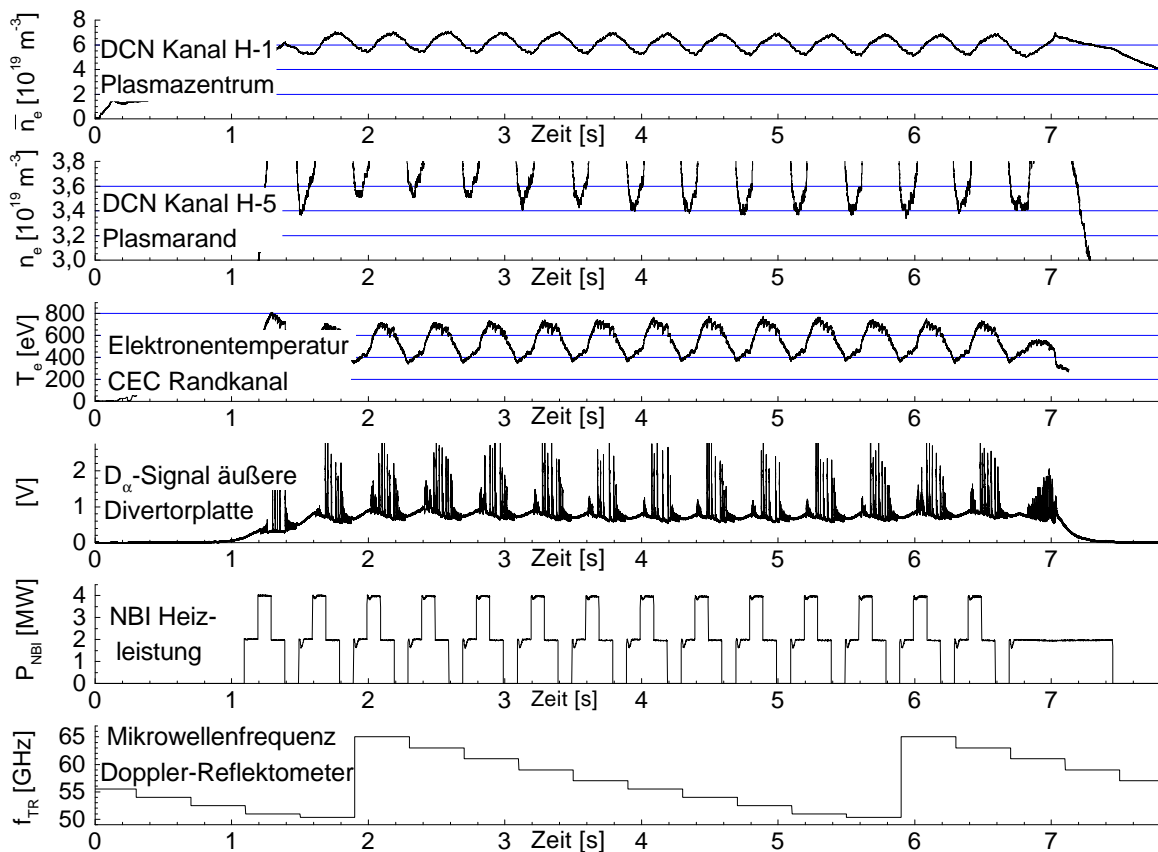 8
6
4
2
0
n̅e [10^19 m^-3]
DCN Kanal H-1
Plasmazentrum
0 1 2 3 4 5 6 7
Zeit [s]
3,8
3,6
3,4
3,2
3,0
ne [10^19 m^-3]
DCN Kanal H-5
Plasmarand
0 1 2 3 4 5 6 7
Zeit [s]
800
600
400
200
0
Te [eV]
Elektronentemperatur
CEC Randkanal
0 1 2 3 4 5 6 7
Zeit [s]
2
1
0
[V]
Dα-Signal äußere
Divertorplatte
0 1 2 3 4 5 6 7
Zeit [s]
4
3
2
1
0
PNBI [MW]
NBI Heiz-
leistung
0 1 2 3 4 5 6 7
Zeit [s]
65
60
55
50
fTR [GHz]
Mikrowellenfrequenz
Doppler-Reflektometer
0 1 2 3 4 5 6 7
Zeit [s]